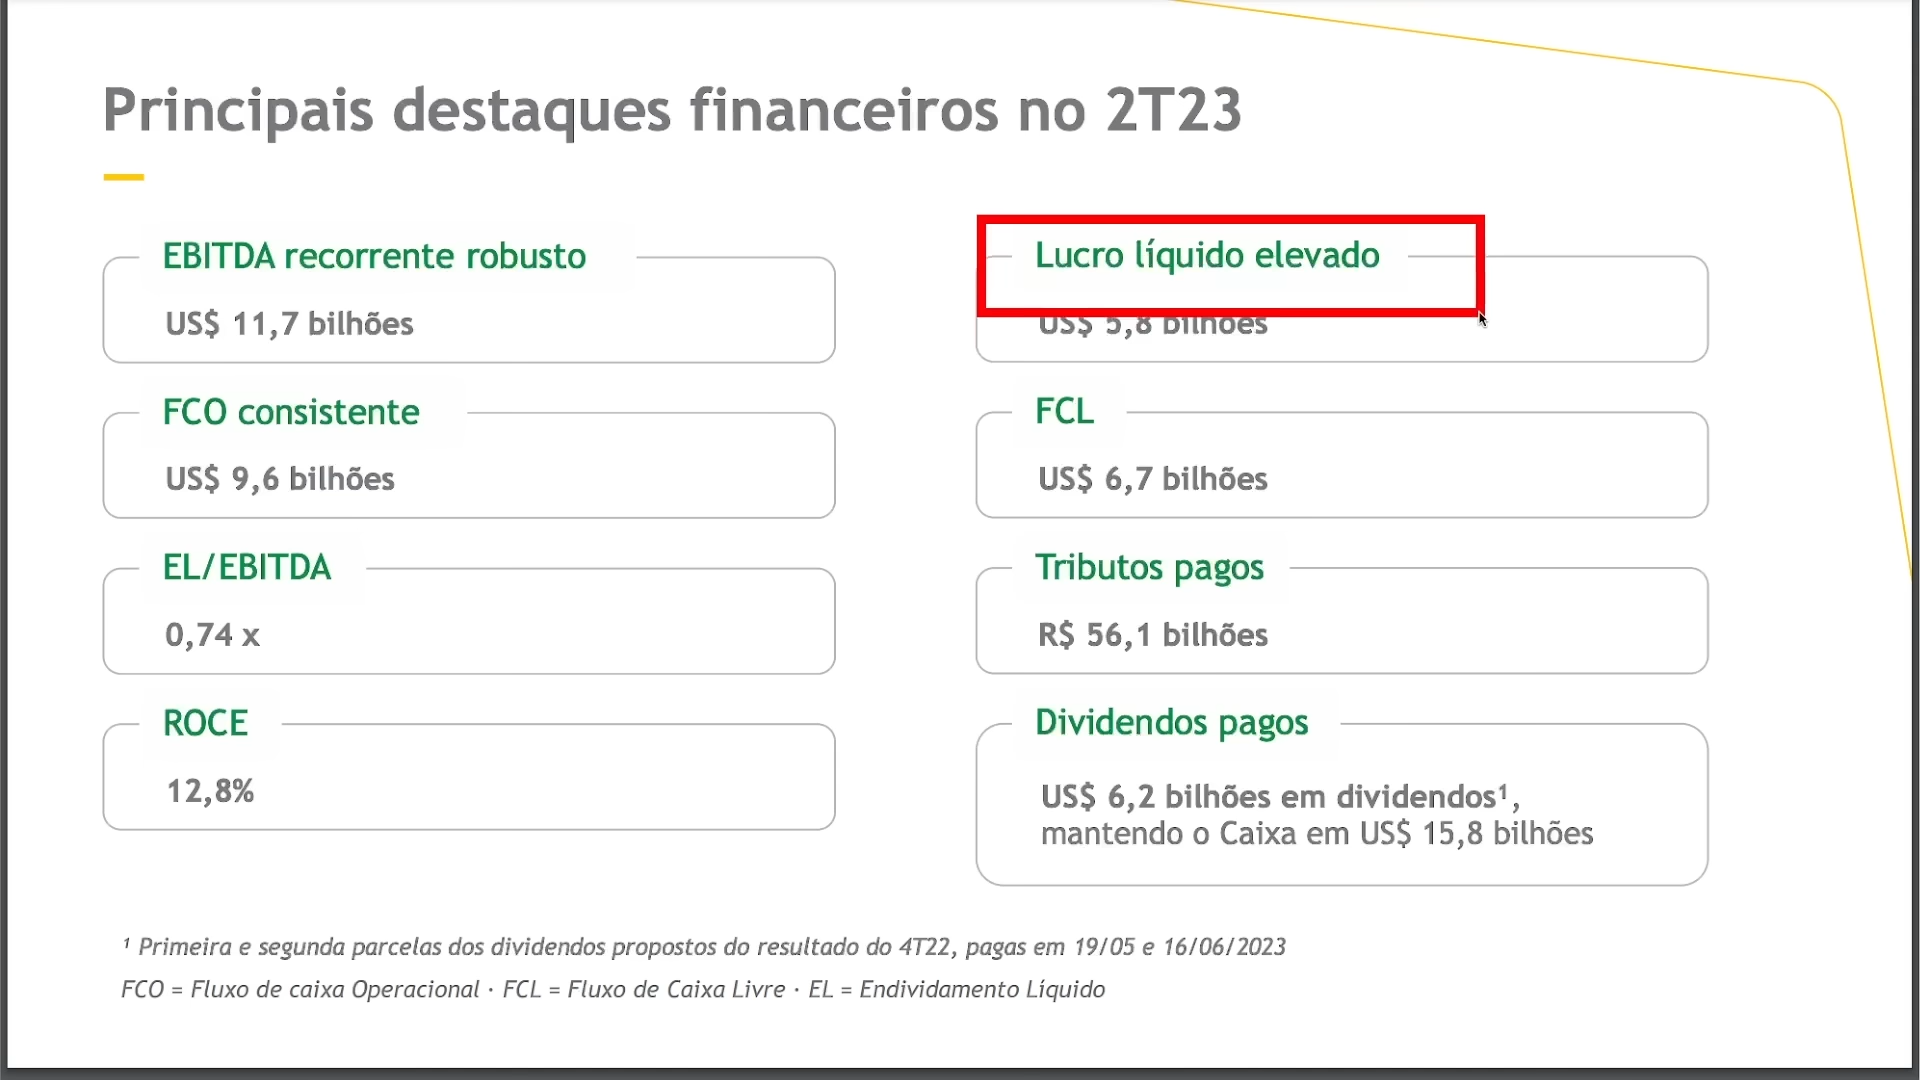 Principais destaques financeiros no 2T23
EBITDA recorrente robusto
US$ 11,7 bilhões
Lucro líquido elevado
US$ 5,8 bilhões
FCO consistente
US$ 9,6 bilhões
FCL
US$ 6,7 bilhões
EL/EBITDA
0,74 x
Tributos pagos
R$ 56,1 bilhões
ROCE
12,8%
Dividendos pagos
US$ 6,2 bilhões em dividendos¹,
mantendo o Caixa em US$ 15,8 bilhões
¹ Primeira e segunda parcelas dos dividendos propostos do resultado do 4T22, pagas em 19/05 e 16/06/2023
FCO = Fluxo de caixa Operacional · FCL = Fluxo de Caixa Livre · EL = Endividamento Líquido